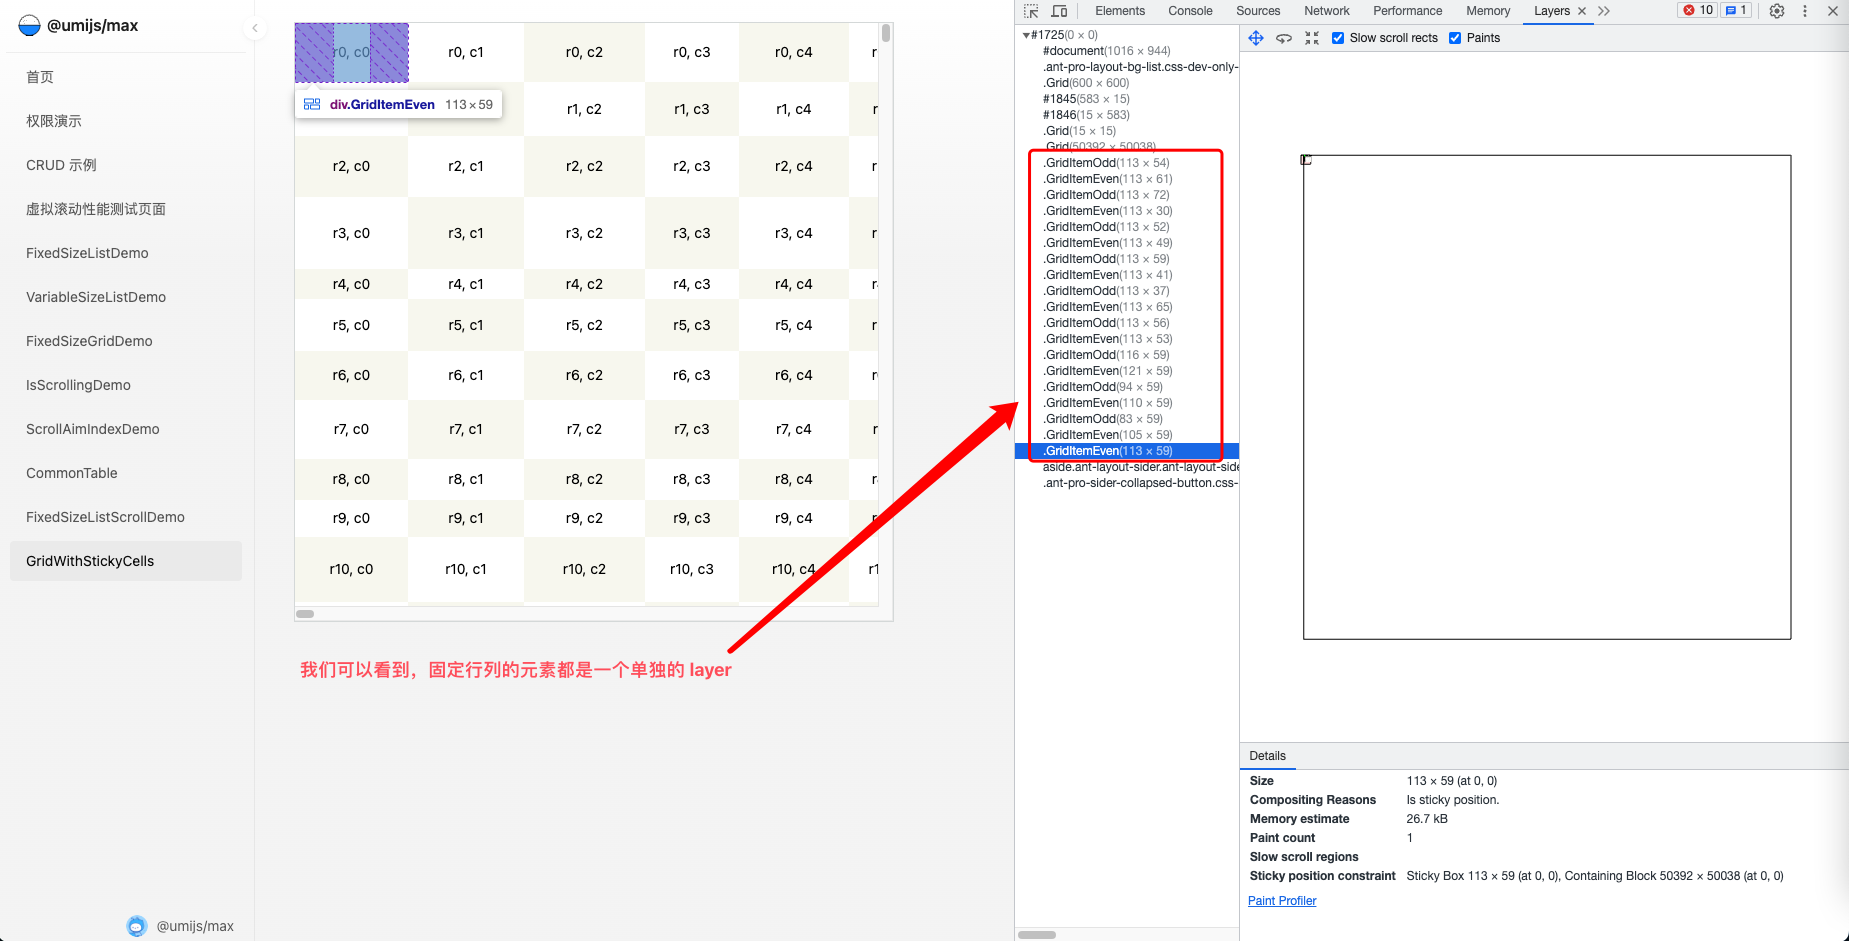 @umijs/max
首页
权限演示
CRUD 示例
虚拟滚动性能测试页面
FixedSizeListDemo
VariableSizeListDemo
FixedSizeGridDemo
IsScrollingDemo
ScrollAimIndexDemo
CommonTable
FixedSizeListScrollDemo
GridWithStickyCells
@umijs/max
r0, c0 r0, c1 r0, c2 r0, c3 r0, c4 r
div.GridItemEven 113×59
r1, c2 r1, c3 r1, c4 r
r2, c0 r2, c1 r2, c2 r2, c3 r2, c4 r
r3, c0 r3, c1 r3, c2 r3, c3 r3, c4 r
r4, c0 r4, c1 r4, c2 r4, c3 r4, c4 r
r5, c0 r5, c1 r5, c2 r5, c3 r5, c4 r
r6, c0 r6, c1 r6, c2 r6, c3 r6, c4 r
r7, c0 r7, c1 r7, c2 r7, c3 r7, c4 r
r8, c0 r8, c1 r8, c2 r8, c3 r8, c4 r
r9, c0 r9, c1 r9, c2 r9, c3 r9, c4 r
r10, c0 r10, c1 r10, c2 r10, c3 r10, c4 r1
我们可以看到，固定行列的元素都是一个单独的 layer
Elements Console Sources Network Performance Memory Layers 10 1
#1725(0 × 0)
#document(1016 × 944)
.ant-pro-layout-bg-list.css-dev-only-
.Grid(600 × 600)
#1845(583 × 15)
#1846(15 × 583)
.Grid(15 × 15)
.Grid(50392 × 50038)
.GridItemOdd(113 × 54)
.GridItemEven(113 × 61)
.GridItemOdd(113 × 72)
.GridItemEven(113 × 30)
.GridItemOdd(113 × 52)
.GridItemEven(113 × 49)
.GridItemOdd(113 × 59)
.GridItemEven(113 × 41)
.GridItemOdd(113 × 37)
.GridItemEven(113 × 65)
.GridItemOdd(113 × 56)
.GridItemEven(113 × 53)
.GridItemOdd(116 × 59)
.GridItemEven(121 × 59)
.GridItemOdd(94 × 59)
.GridItemEven(110 × 59)
.GridItemOdd(83 × 59)
.GridItemEven(105 × 59)
.GridItemEven(113 × 59)
aside.ant-layout-sider.ant-layout-side
.ant-pro-sider-collapsed-button.css-
Slow scroll rects Paints
Details
Size 113 × 59 (at 0, 0)
Compositing Reasons Is sticky position.
Memory estimate 26.7 kB
Paint count 1
Slow scroll regions
Sticky position constraint Sticky Box 113 × 59 (at 0, 0), Containing Block 50392 × 50038 (at 0, 0)
Paint Profiler